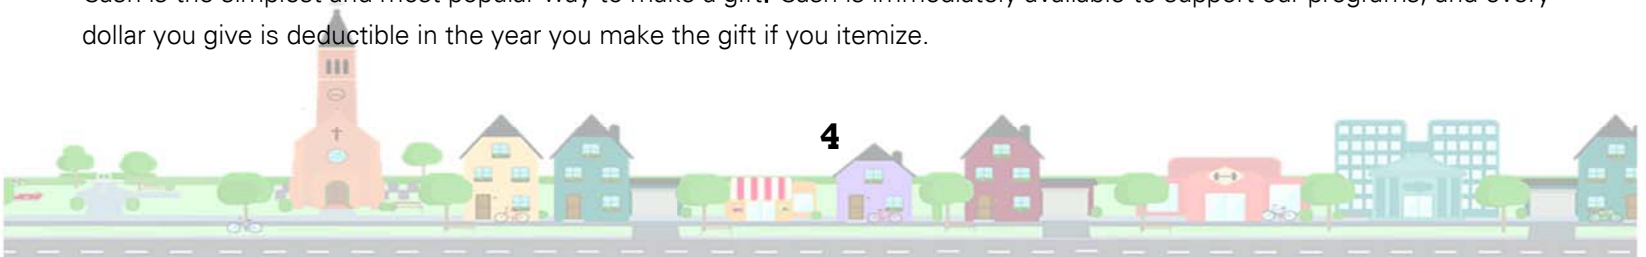 Cash is the simplest and most popular way to make a gift. Cash is immediately available to support our programs, and every
dollar you give is deductible in the year you make the gift if you itemize.
4